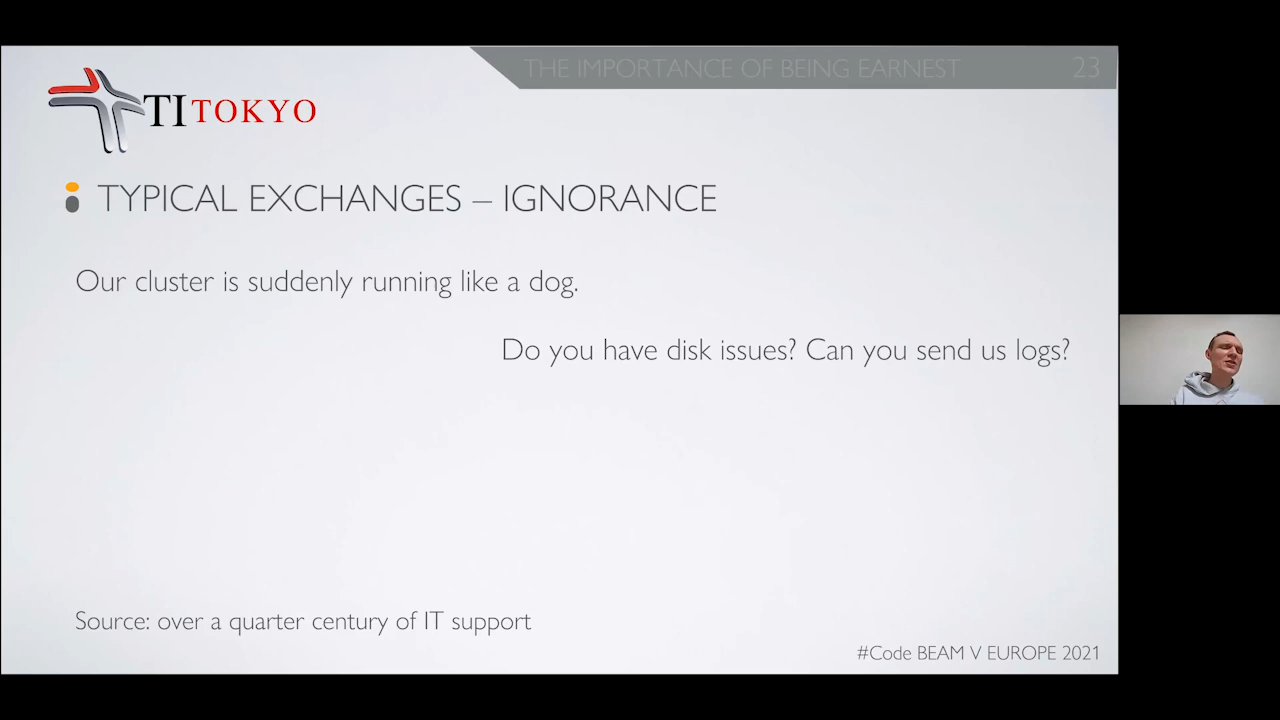 THE IMPORTANCE OF BEING EARNEST
23
TI TOKYO
TYPICAL EXCHANGES – IGNORANCE
Our cluster is suddenly running like a dog.
Do you have disk issues? Can you send us logs?
Source: over a quarter century of IT support
#Code BEAM V EUROPE 2021